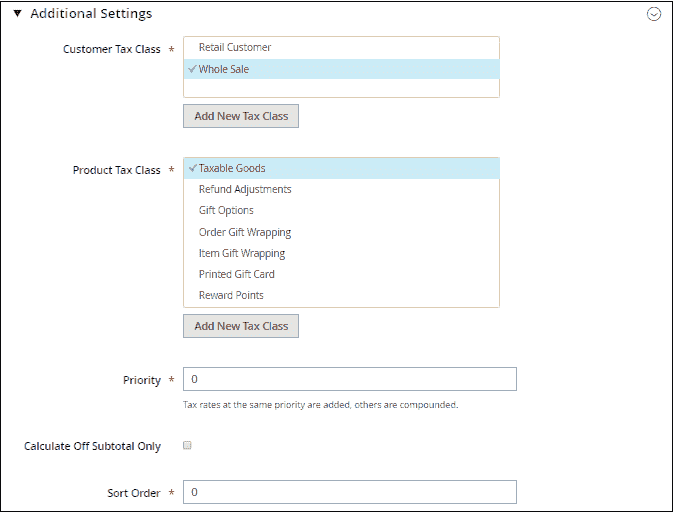 Additional Settings
Customer Tax Class *
Retail Customer
Whole Sale
Add New Tax Class
Product Tax Class *
Taxable Goods
Refund Adjustments
Gift Options
Order Gift Wrapping
Item Gift Wrapping
Printed Gift Card
Reward Points
Add New Tax Class
Priority * 0
Tax rates at the same priority are added, others are compounded.
Calculate Off Subtotal Only
Sort Order * 0